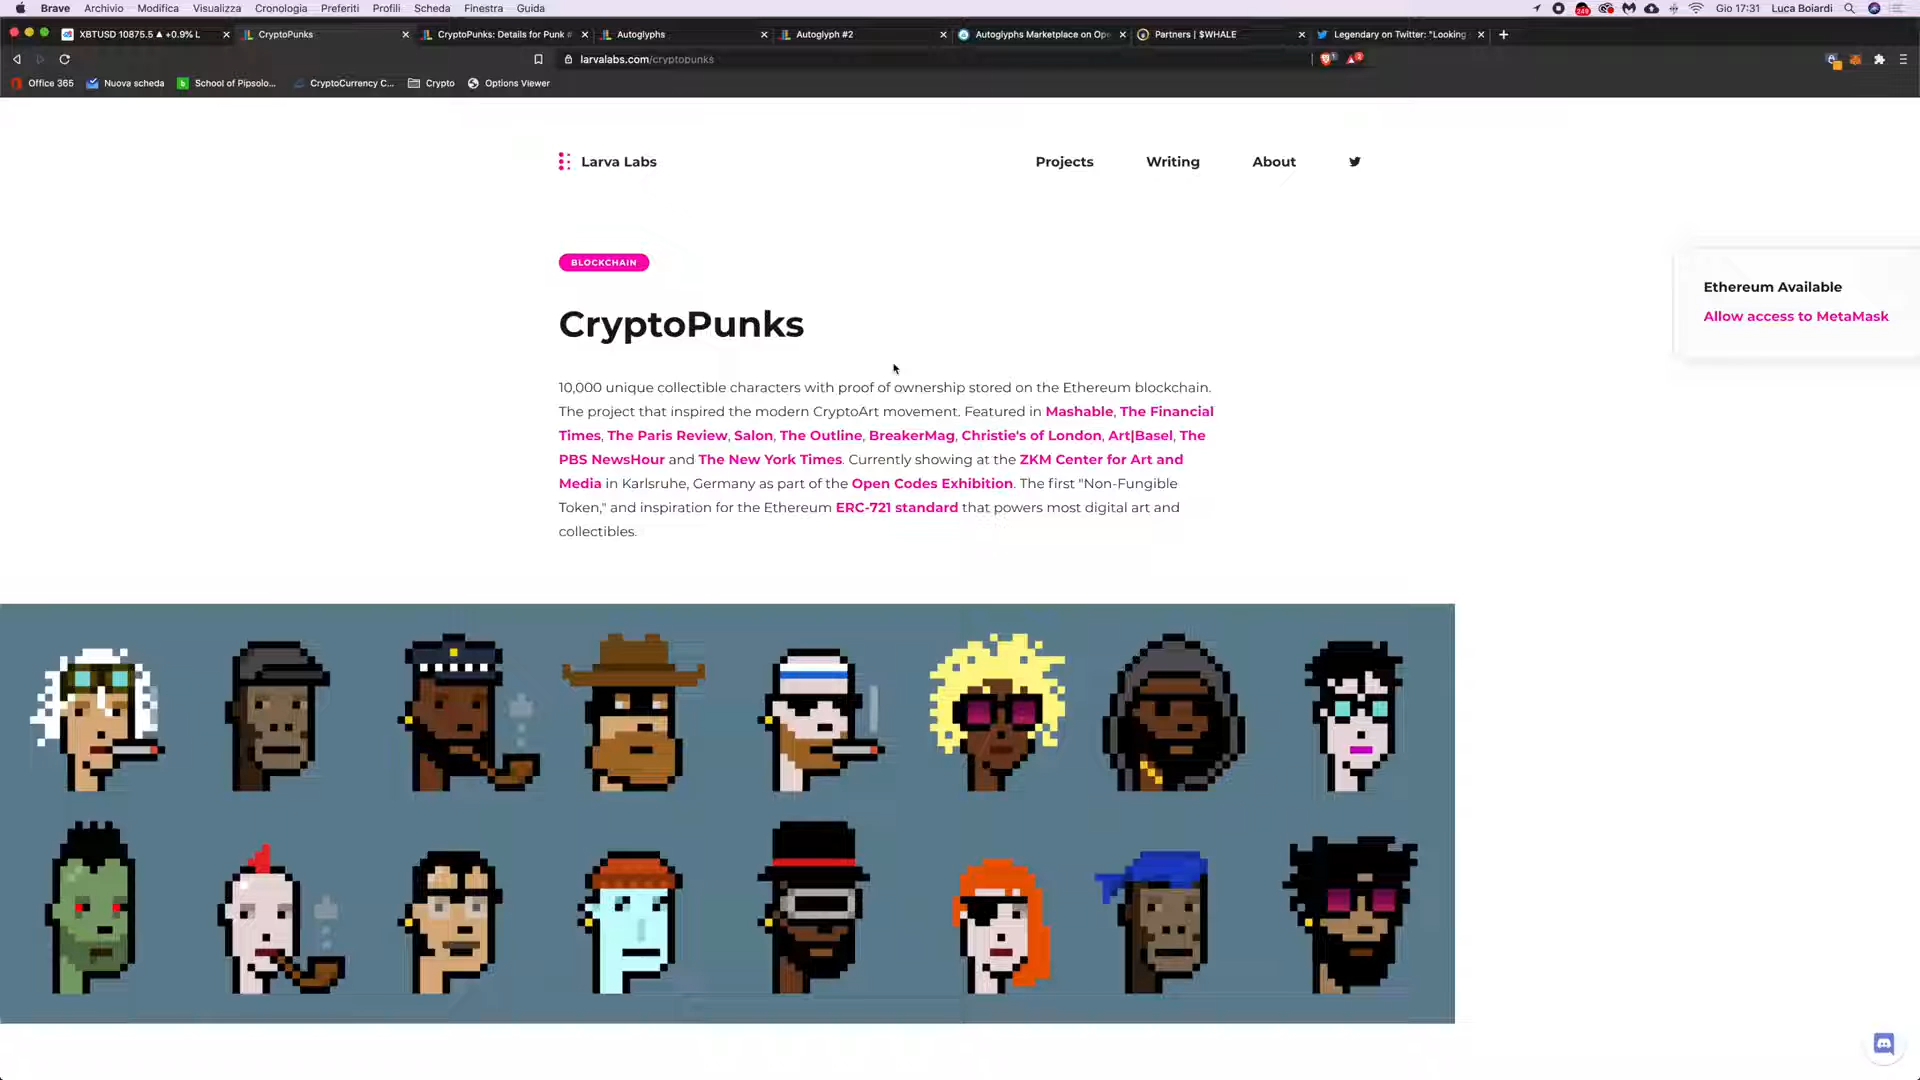 Brave Archivio Modifica Visualizza Cronologia Preferiti Profili Scheda Finestra Guida
249 Gio 17:31 Luca Boiardi
XBTUSD 10875.5 ▲ +0.9% L
CryptoPunks
CryptoPunks: Details for Punk #
Autoglyphs
Autoglyph #2
Autoglyphs Marketplace on Ope
Partners | $WHALE
Legendary on Twitter: "Looking
larvalabs.com/cryptopunks
Office 365 Nuova scheda School of Pipsolo... CryptoCurrency C... Crypto Options Viewer
Larva Labs Projects Writing About
BLOCKCHAIN
Ethereum Available
Allow access to MetaMask
CryptoPunks
10,000 unique collectible characters with proof of ownership stored on the Ethereum blockchain.
The project that inspired the modern CryptoArt movement. Featured in Mashable, The Financial
Times, The Paris Review, Salon, The Outline, BreakerMag, Christie's of London, Art|Basel, The
PBS NewsHour and The New York Times. Currently showing at the ZKM Center for Art and
Media in Karlsruhe, Germany as part of the Open Codes Exhibition. The first "Non-Fungible
Token," and inspiration for the Ethereum ERC-721 standard that powers most digital art and
collectibles.